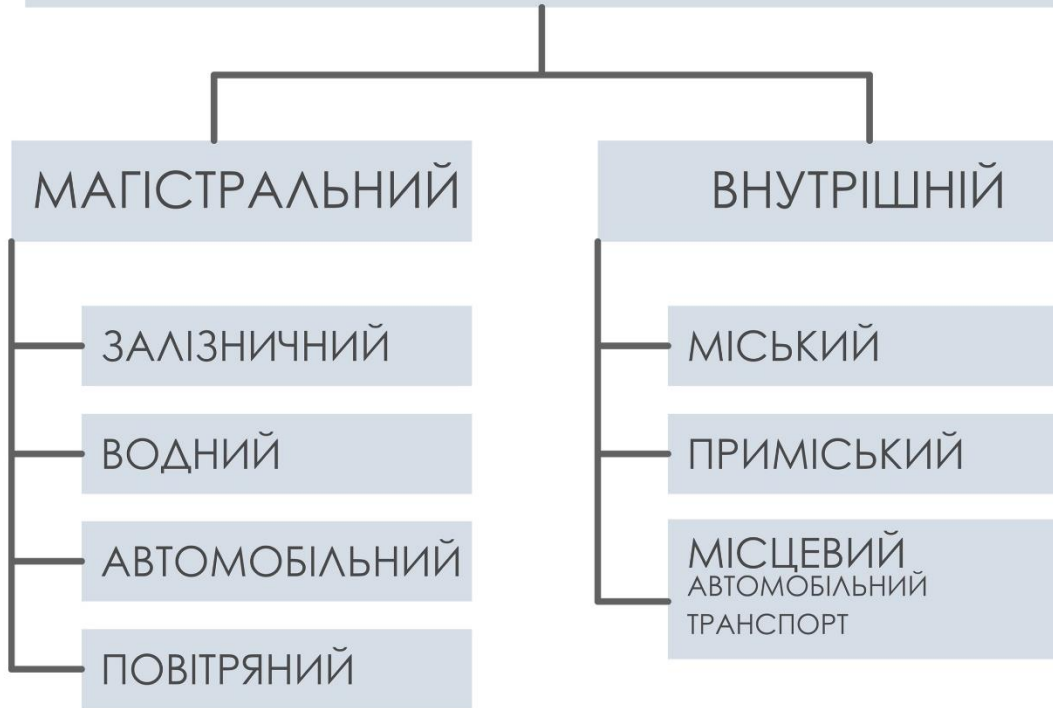 МАГІСТРАЛЬНИЙ
ЗАЛІЗНИЧНИЙ
ВОДНИЙ
АВТОМОБІЛЬНИЙ
ПОВІТРЯНИЙ
ВНУТРІШНІЙ
МІСЬКИЙ
ПРИМІСЬКИЙ
МІСЦЕВИЙ
АВТОМОБІЛЬНИЙ
ТРАНСПОРТ